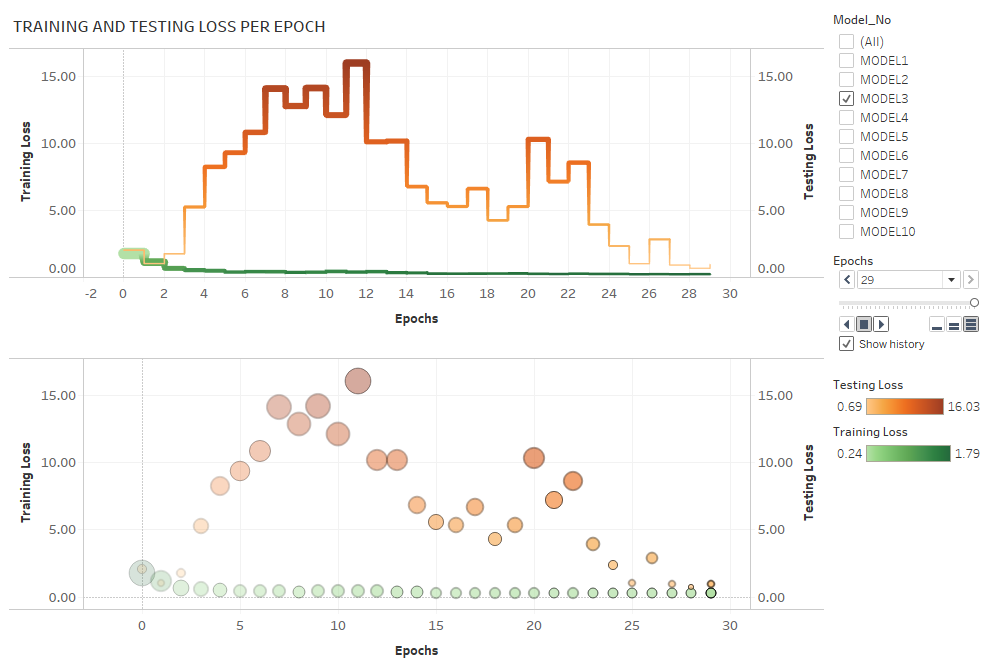 TRAINING AND TESTING LOSS PER EPOCH
Training Loss
15.00
10.00
5.00
0.00
Testing Loss
15.00
10.00
5.00
0.00
-2 0 2 4 6 8 10 12 14 16 18 20 22 24 26 28 30
Epochs
Training Loss
15.00
10.00
5.00
0.00
Testing Loss
15.00
10.00
5.00
0.00
0 5 10 15 20 25 30
Epochs
Model_No
(All)
MODEL1
MODEL2
MODEL3
MODEL4
MODEL5
MODEL6
MODEL7
MODEL8
MODEL9
MODEL10
Epochs
29
Show history
Testing Loss
0.69 16.03
Training Loss
0.24 1.79